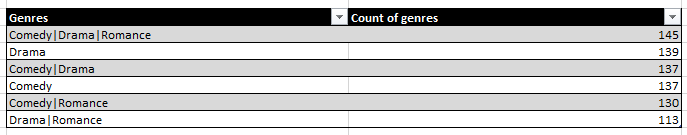 Genres Count of genres
Comedy|Drama|Romance 145
Drama 139
Comedy|Drama 137
Comedy 137
Comedy|Romance 130
Drama|Romance 113